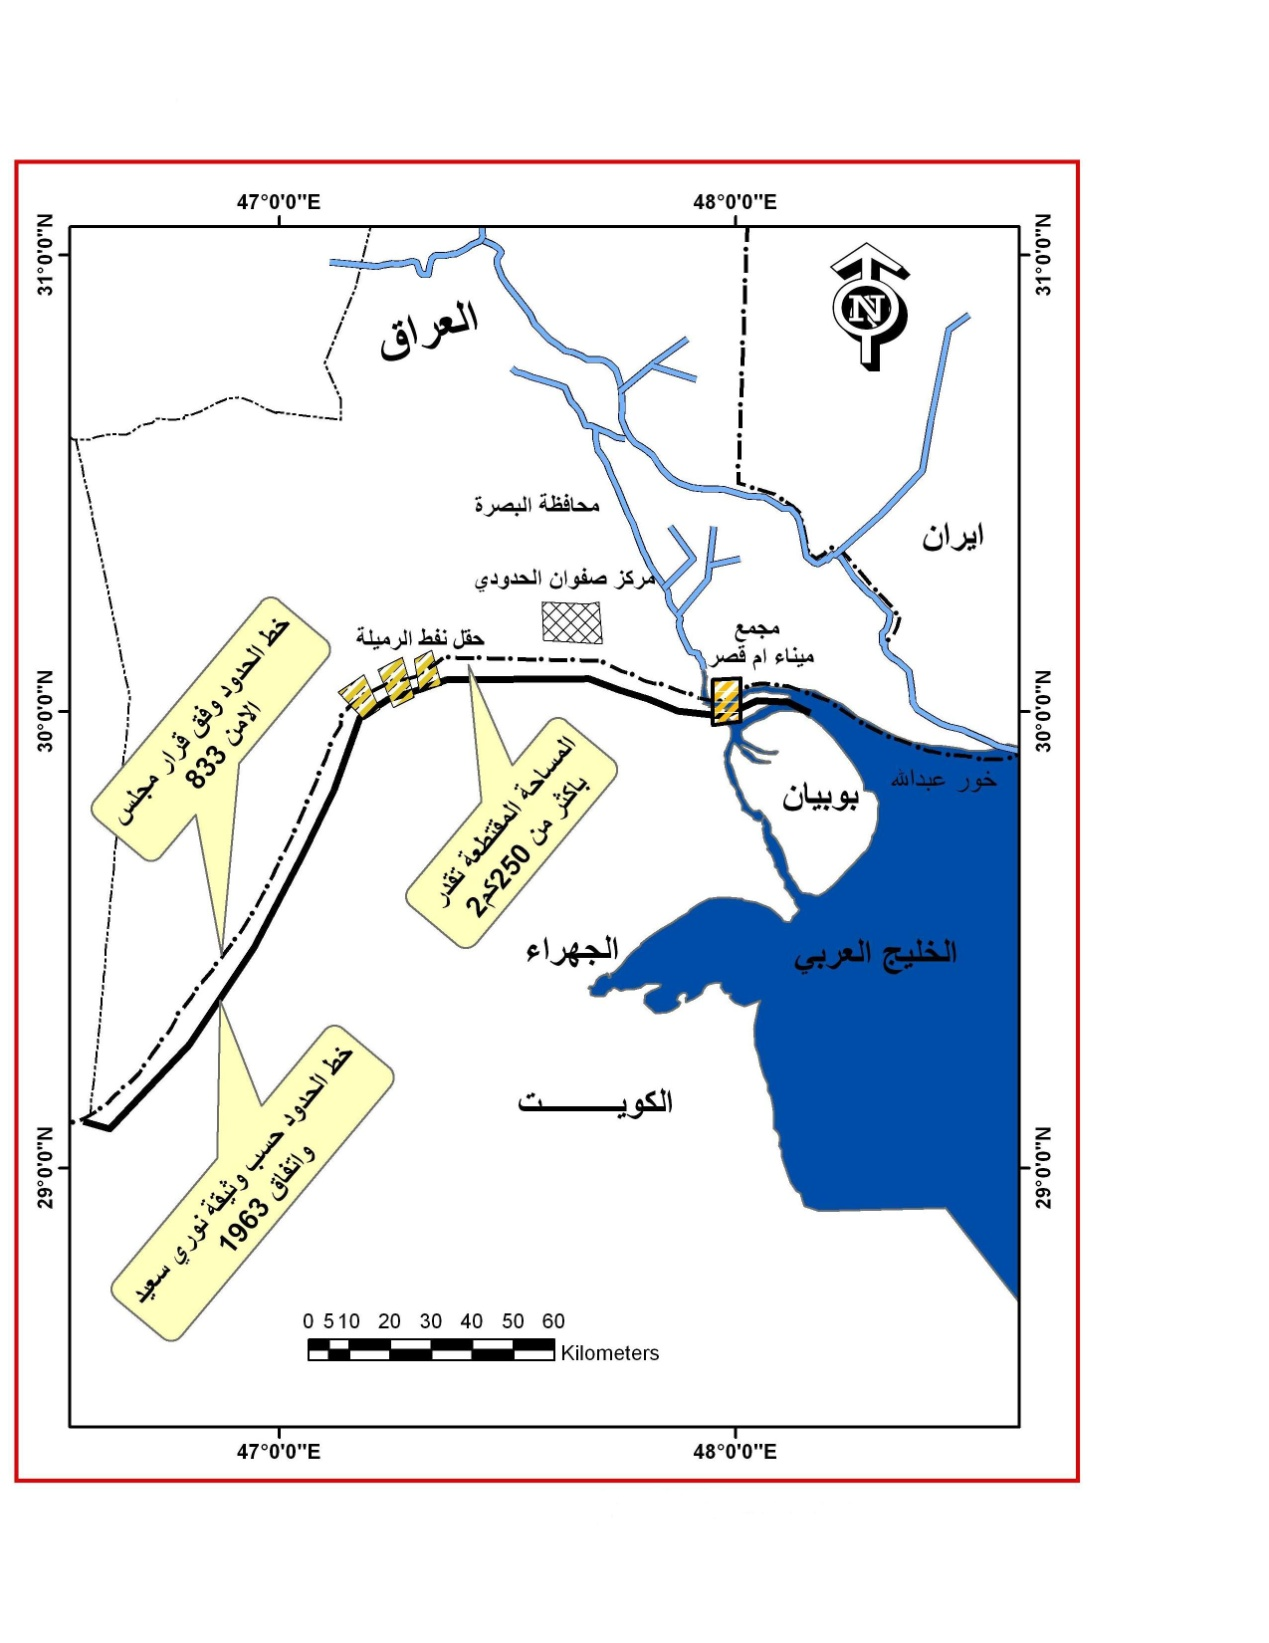 47°0'0"E
48°0'0"E
31°0'0"N
31°0'0"N
N
العراق
محافظة البصرة
ايران
مركز صفوان الحدودي
مجمع
ميناء ام قصر
حقل نفط الرميلة
خط الحدود وفق قرار مجلس
الامن 833
30°0'0"N
30°0'0"N
المساحة المقتطعة تقدر
باكثر من 250كم2
بوبيان
خور عبدالله
الجهراء
الخليج العربي
الكويـــــــت
خط الحدود حسب وثيقة نوري سعيد
واتفاق 1963
29°0'0"N
29°0'0"N
0 5 10 20 30 40 50 60
Kilometers
47°0'0"E
48°0'0"E